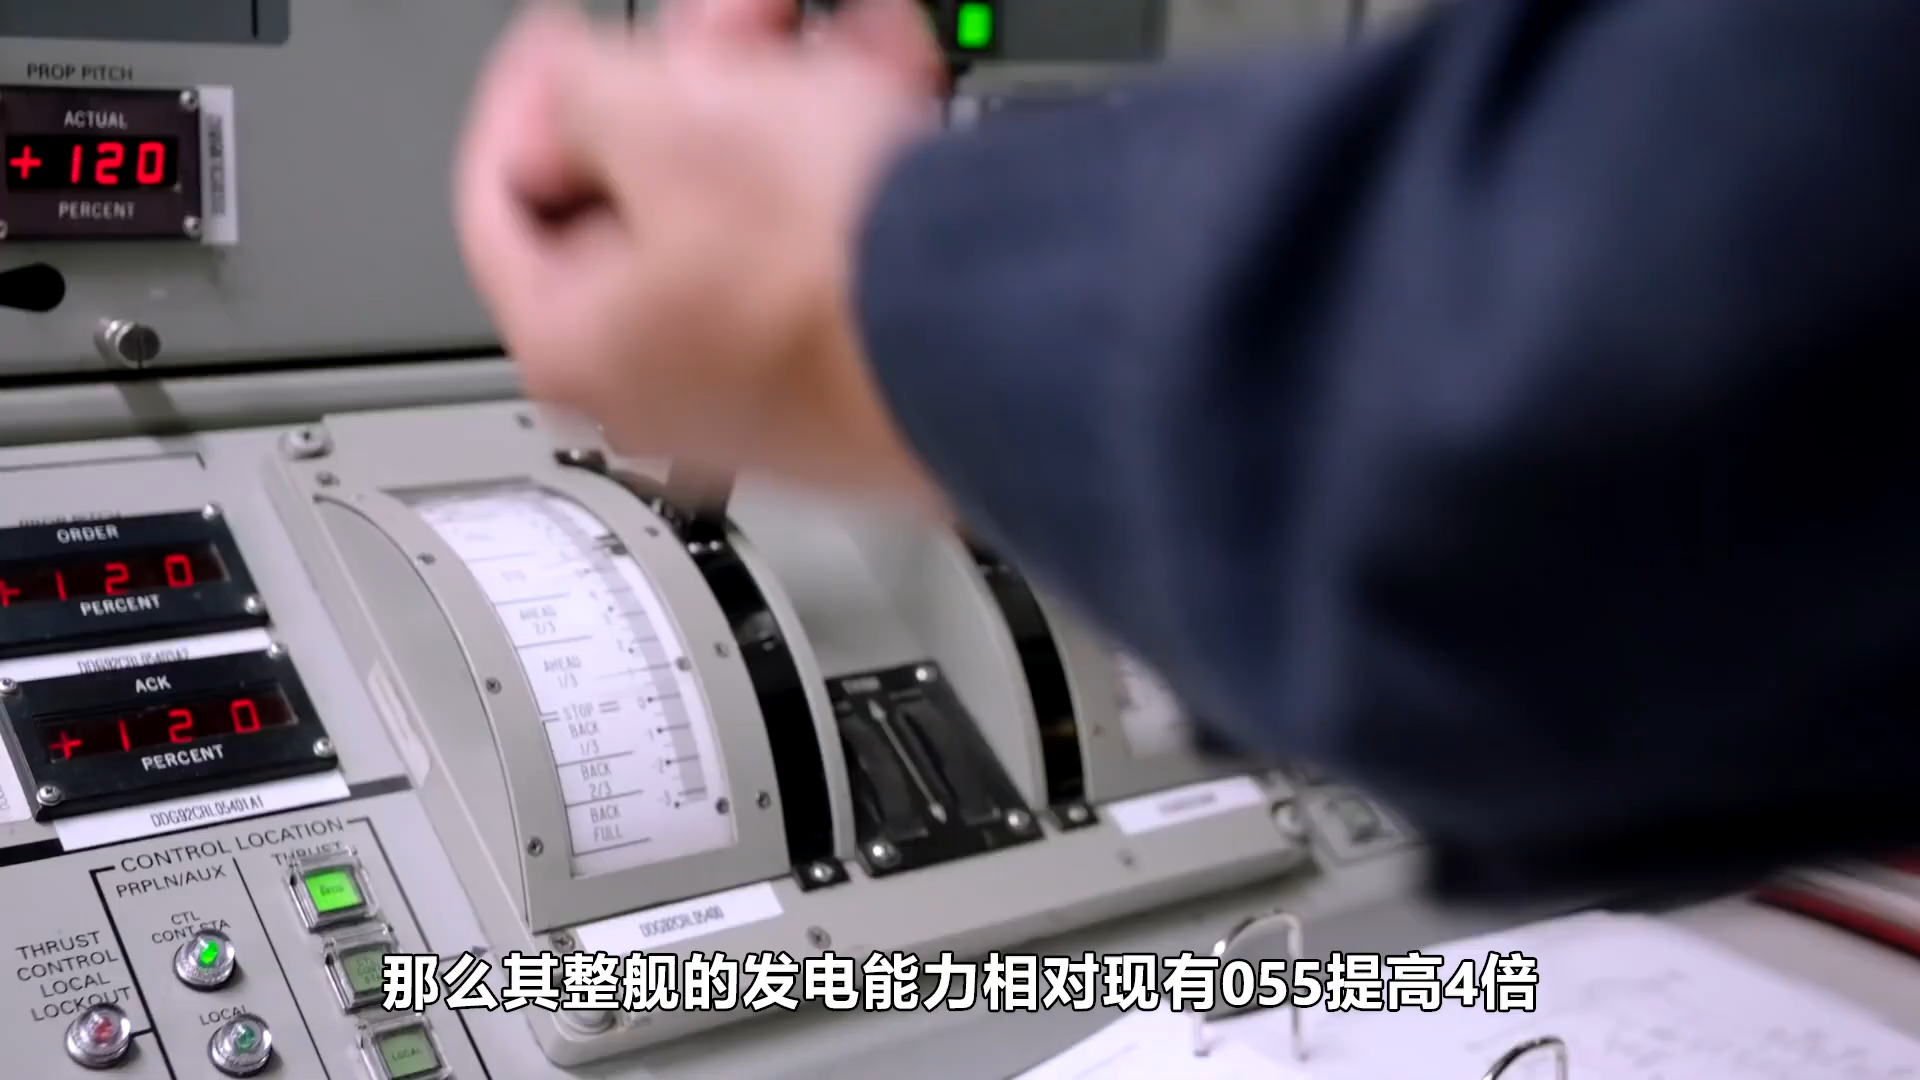 PROP PITCH
ACTUAL
+120
PERCENT
ORDER
+120
PERCENT
ACK
+120
PERCENT
DDG92CRL05401A1
CONTROL LOCATION
PRPLN/AUX
THRUST
CTL
CONT STA
THRUST
CONTROL
LOCAL
LOCKOUT
LOCAL
LOCAL
AHEAD
2/3
AHEAD
1/3
STOP
BACK
1/3
BACK
2/3
BACK
FULL
DDG92CRL05400
那么其整舰的发电能力相对现有055提高4倍